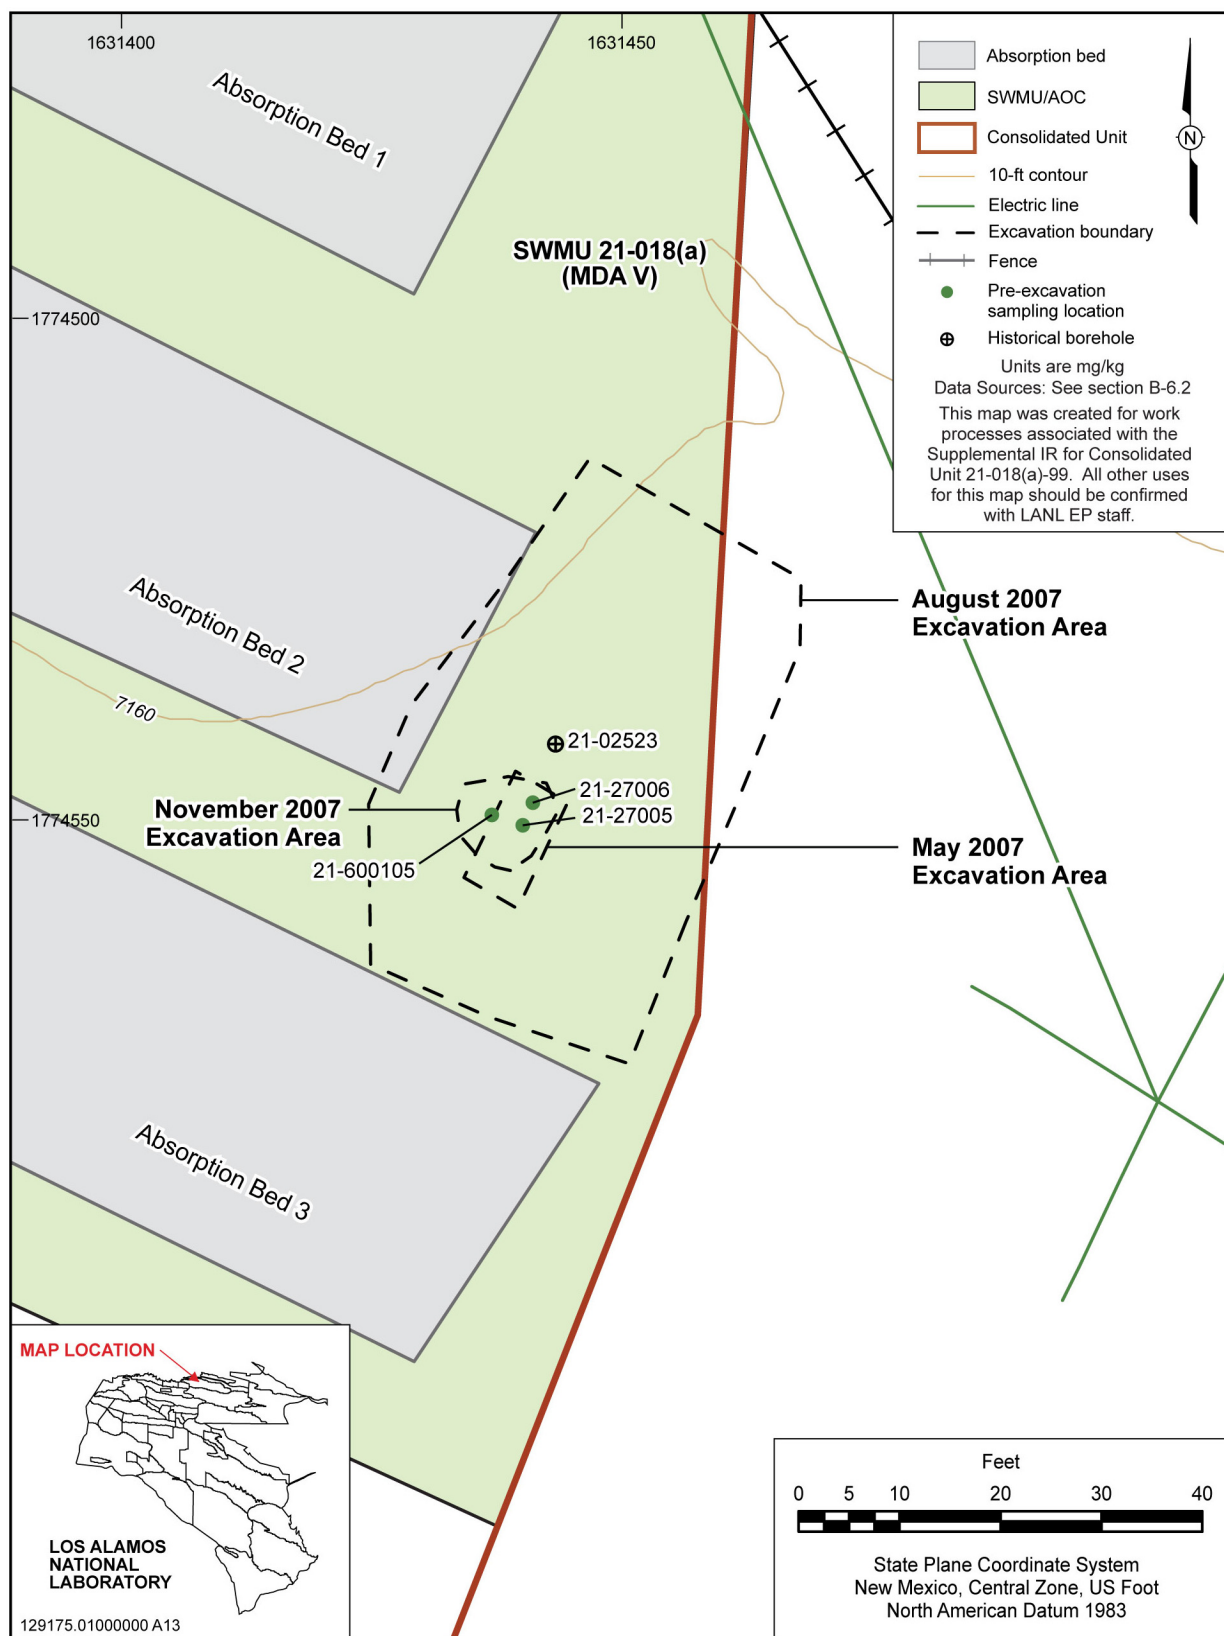 1631400
1631450
Absorption Bed 1
SWMU 21-018(a)
(MDA V)
1774500
Absorption Bed 2
7160
21-02523
21-27006
21-27005
21-600105
November 2007
Excavation Area
1774550
August 2007
Excavation Area
May 2007
Excavation Area
Absorption Bed 3
Absorption bed
SWMU/AOC
Consolidated Unit
10-ft contour
Electric line
Excavation boundary
Fence
Pre-excavation
sampling location
Historical borehole
N
Units are mg/kg
Data Sources: See section B-6.2
This map was created for work
processes associated with the
Supplemental IR for Consolidated
Unit 21-018(a)-99.  All other uses
for this map should be confirmed
with LANL EP staff.
MAP LOCATION
LOS ALAMOS
NATIONAL
LABORATORY
129175.01000000 A13
Feet
0 5 10 20 30 40
State Plane Coordinate System
New Mexico, Central Zone, US Foot
North American Datum 1983